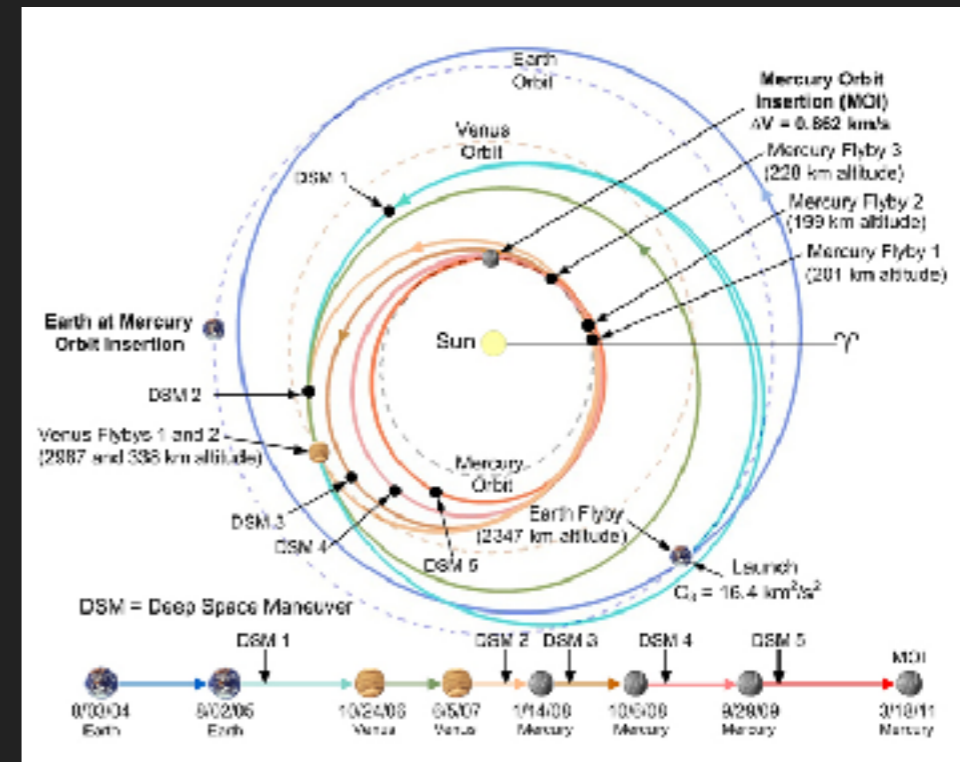 Earth
Orbit
Mercury Orbit
Insertion (MOI)
ΔV = 0.862 km/s
Venus
Orbit
Mercury Flyby 3
(228 km altitude)
DSM 1
Mercury Flyby 2
(199 km altitude)
Mercury Flyby 1
(201 km altitude)
Earth at Mercury
Orbit Insertion
Sun
♈
DSM 2
Venus Flybys 1 and 2
(2987 and 338 km altitude)
Mercury
Orbit
DSM 3
DSM 4
DSM 5
Earth Flyby
(2347 km altitude)
Launch
C₃ = 16.4 km²/s²
DSM = Deep Space Maneuver
DSM 1
DSM 2
DSM 3
DSM 4
DSM 5
MOI
8/03/04
8/02/05
10/24/06
6/5/07
1/14/08
10/6/08
9/29/09
3/18/11
Earth
Earth
Venus
Venus
Mercury
Mercury
Mercury
Mercury